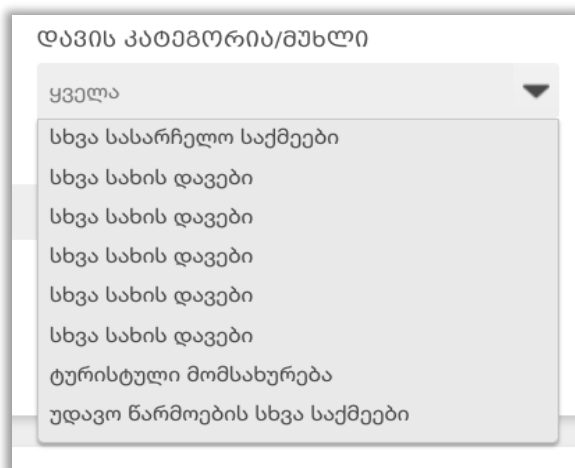 ᲓᲐᲕᲘᲡ ᲙᲐᲢᲔᲒᲝᲠᲘᲐ/ᲛᲣᲮᲚᲘ
ყველა
სხვა სასარჩელო საქმეები
სხვა სახის დავები
სხვა სახის დავები
სხვა სახის დავები
სხვა სახის დავები
სხვა სახის დავები
ტურისტული მომსახურება
უდავო წარმოების სხვა საქმეები